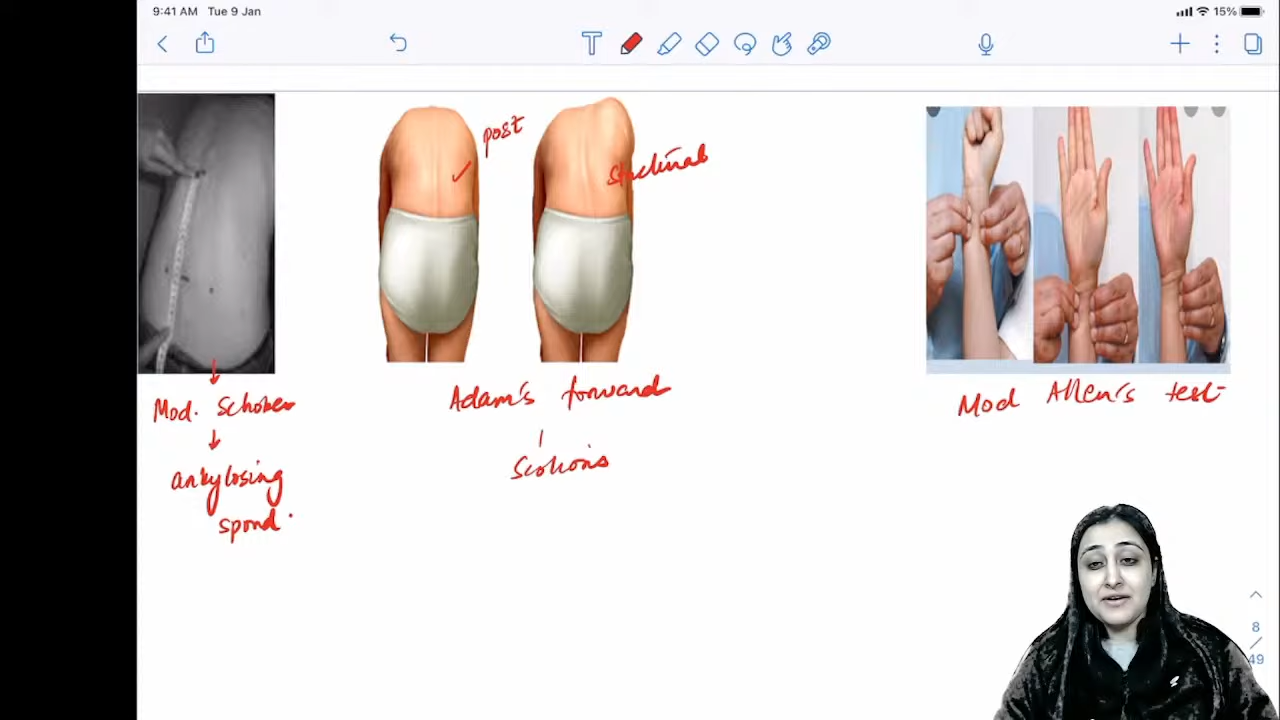 9:41 AM Tue 9 Jan
15%
post
structural
Mod. Schober
Adam's forward
Mod Allen's test
Scoliosis
ankylosing
spond.
8
49